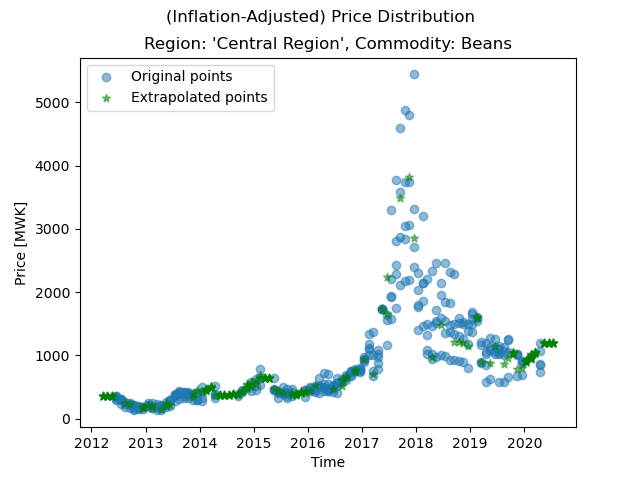 (Inflation-Adjusted) Price Distribution
Region: 'Central Region', Commodity: Beans
Original points
Extrapolated points
Price [MWK]
5000
4000
3000
2000
1000
0
2012 2013 2014 2015 2016 2017 2018 2019 2020
Time